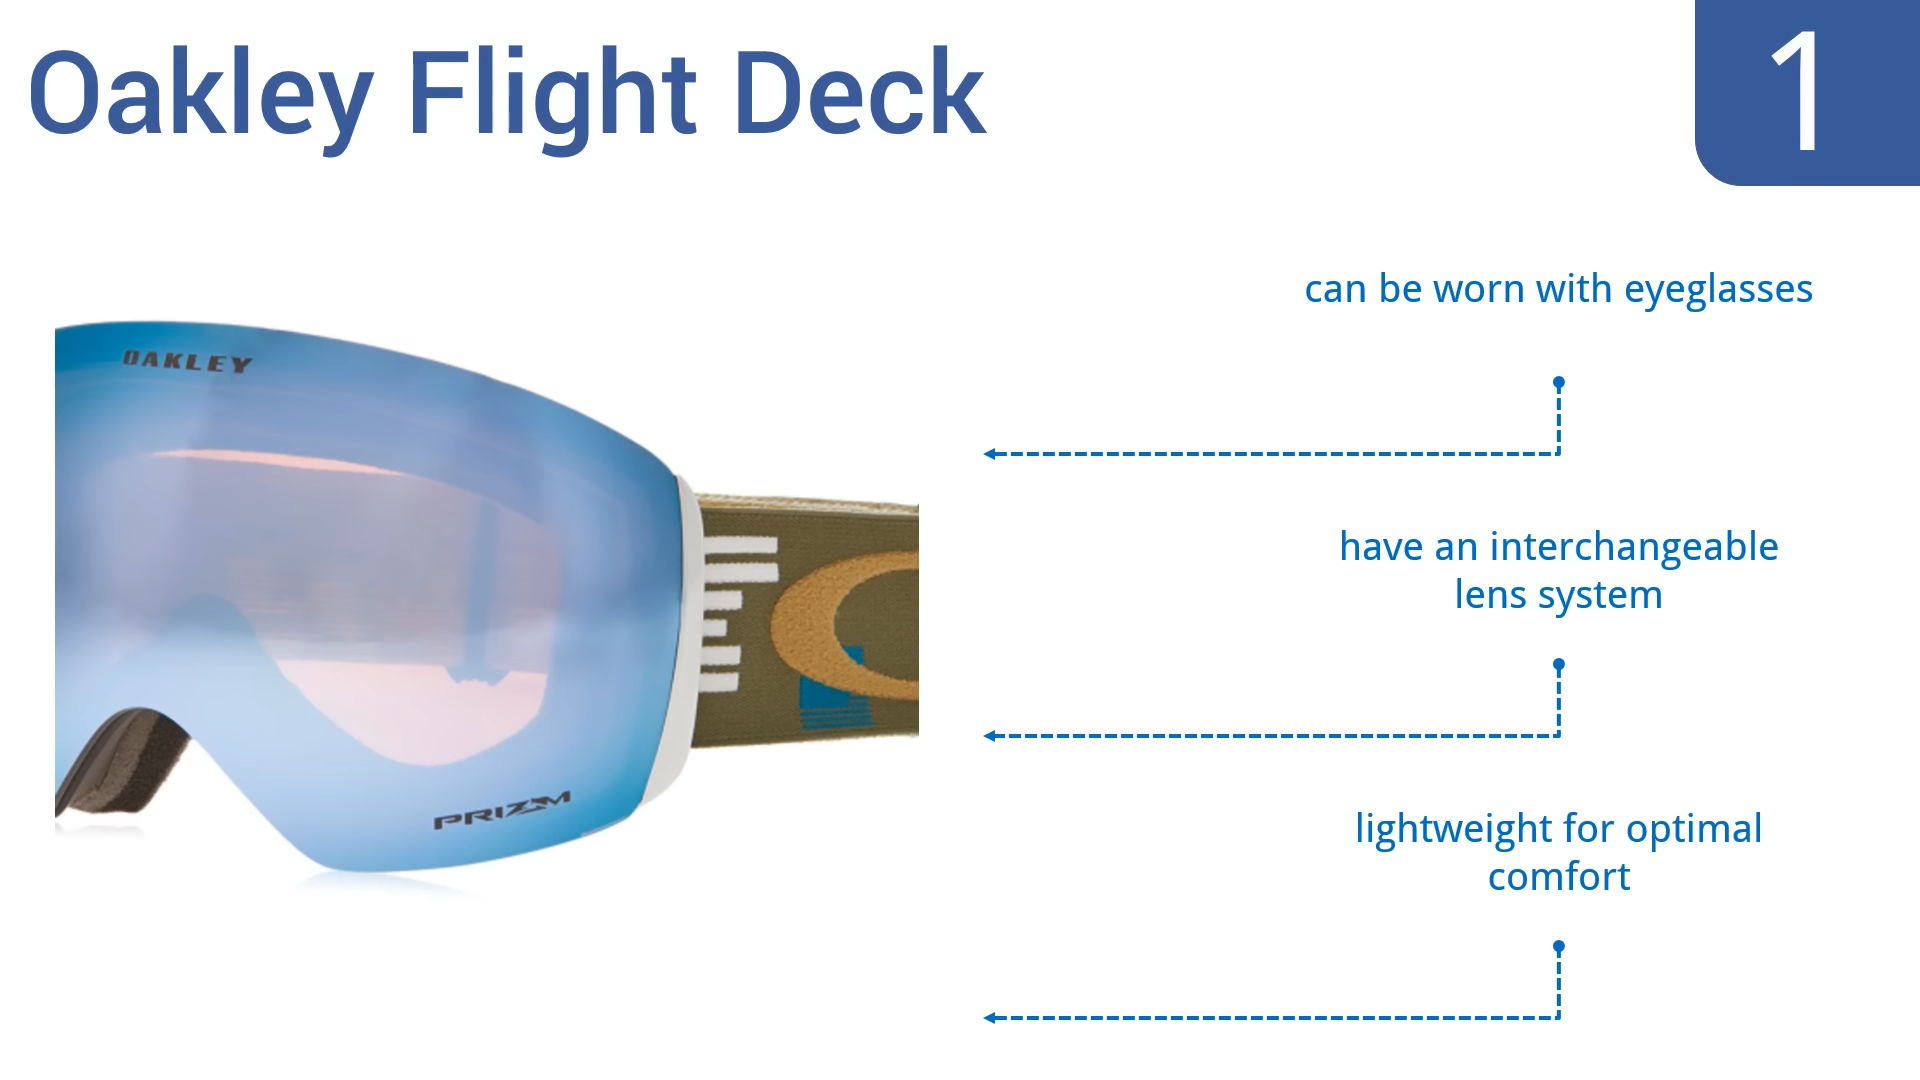 Oakley Flight Deck
1
can be worn with eyeglasses
OAKLEY
have an interchangeable
lens system
PRIZM
lightweight for optimal
comfort